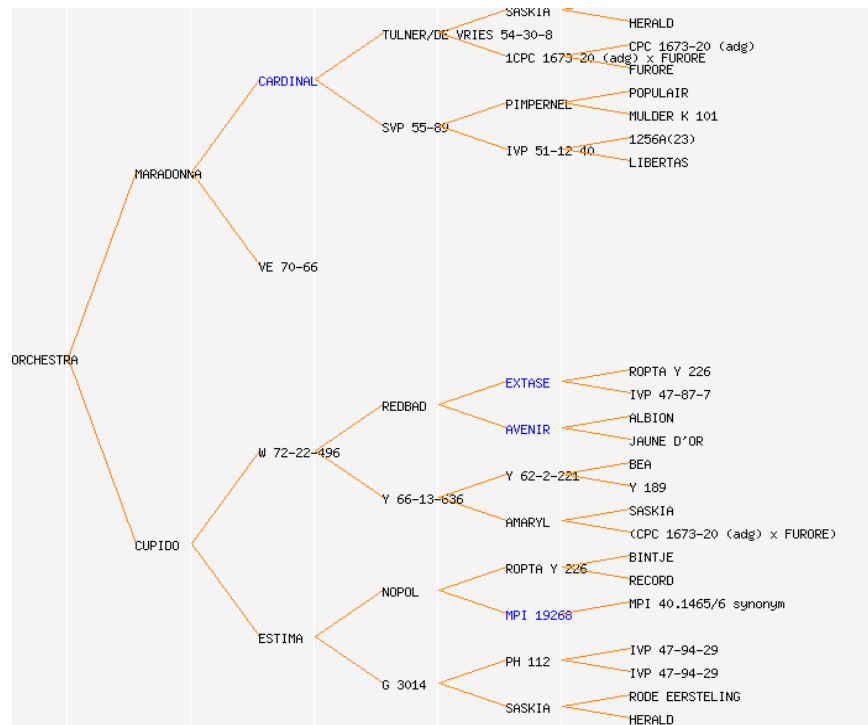 SASKIA
HERALD
TULNER/DE VRIES 54-30-8
CPC 1673-20 (adg)
1CPC 1673-20 (adg) x FURORE
FURORE
CARDINAL
POPULAIR
PIMPERNEL
MULDER K 101
SVP 55-89
1256A(23)
IVP 51-12-40
LIBERTAS
MARADONNA
VE 70-66
ORCHESTRA
ROPTA Y 226
EXTASE
IVP 47-87-7
REDBAD
ALBION
AVENIR
JAUNE D'OR
W 72-22-496
BEA
Y 62-2-221
Y 189
Y 66-13-636
SASKIA
AMARYL
(CPC 1673-20 (adg) x FURORE)
CUPIDO
BINTJE
ROPTA Y 226
RECORD
NOPOL
MPI 40.1465/6 synonym
MPI 19268
ESTIMA
IVP 47-94-29
PH 112
IVP 47-94-29
G 3014
RODE EERSTELING
SASKIA
HERALD